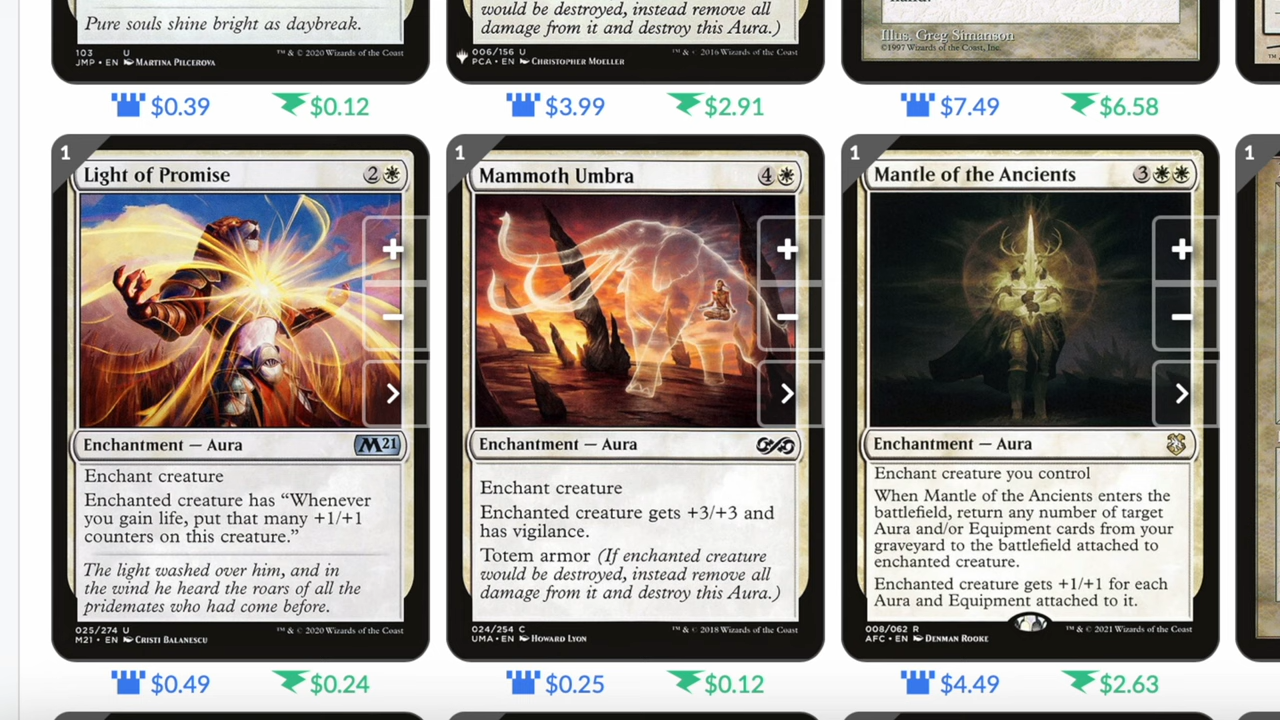 Pure souls shine bright as daybreak.
103 U
JMP • EN Martina Pilcerova
™ & © 2020 Wizards of the Coast
would be destroyed, instead remove all
damage from it and destroy this Aura.)
006/156 U
PCA • EN Christopher Moeller
™ & © 2016 Wizards of the Coast
Illus. Greg Simanson
©1997 Wizards of the Coast, Inc.
$0.39 $0.12
$3.99 $2.91
$7.49 $6.58
1
Light of Promise 2
Enchantment — Aura M21
Enchant creature
Enchanted creature has “Whenever
you gain life, put that many +1/+1
counters on this creature.”
The light washed over him, and in
the wind he heard the roars of all the
pridemates who had come before.
025/274 U
M21 • EN Cristi Balanescu
™ & © 2020 Wizards of the Coast
$0.49 $0.24
1
Mammoth Umbra 4
Enchantment — Aura
Enchant creature
Enchanted creature gets +3/+3 and
has vigilance.
Totem armor (If enchanted creature
would be destroyed, instead remove all
damage from it and destroy this Aura.)
024/254 C
UMA • EN Howard Lyon
™ & © 2018 Wizards of the Coast
$0.25 $0.12
1
Mantle of the Ancients 3
Enchantment — Aura
Enchant creature you control
When Mantle of the Ancients enters the
battlefield, return any number of target
Aura and/or Equipment cards from your
graveyard to the battlefield attached to
enchanted creature.
Enchanted creature gets +1/+1 for each
Aura and Equipment attached to it.
008/062 R
AFC • EN Denman Rooke
™ & © 2021 Wizards of the Coast
$4.49 $2.63
1